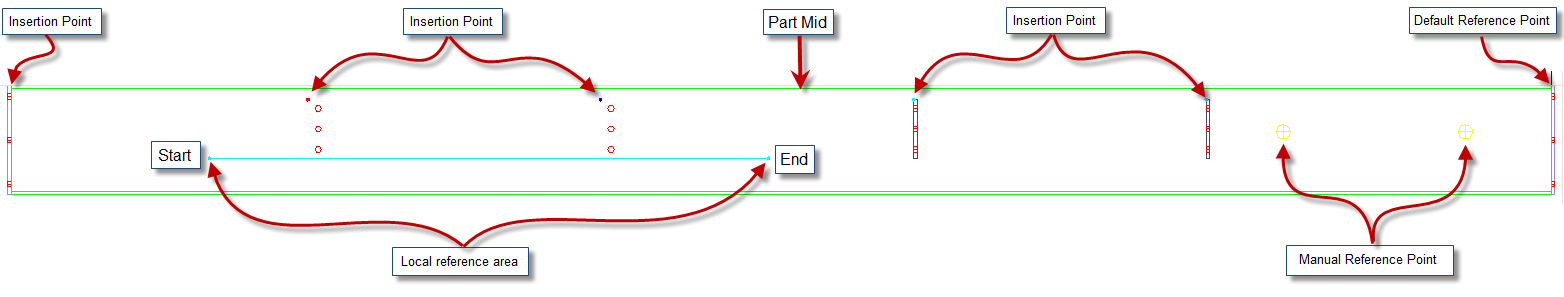 Insertion Point
Insertion Point
Part Mid
Insertion Point
Default Reference Point
Start
End
Local reference area
Manual Reference Point